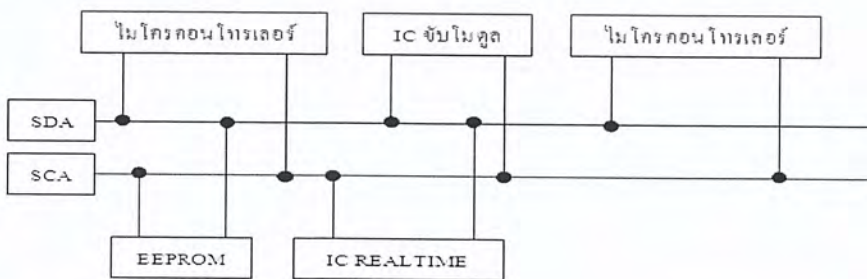 ไมโครคอนโทรเลอร์
IC ขับโมดูล
ไมโครคอนโทรเลอร์
SDA
SCA
EEPROM
IC REALTIME